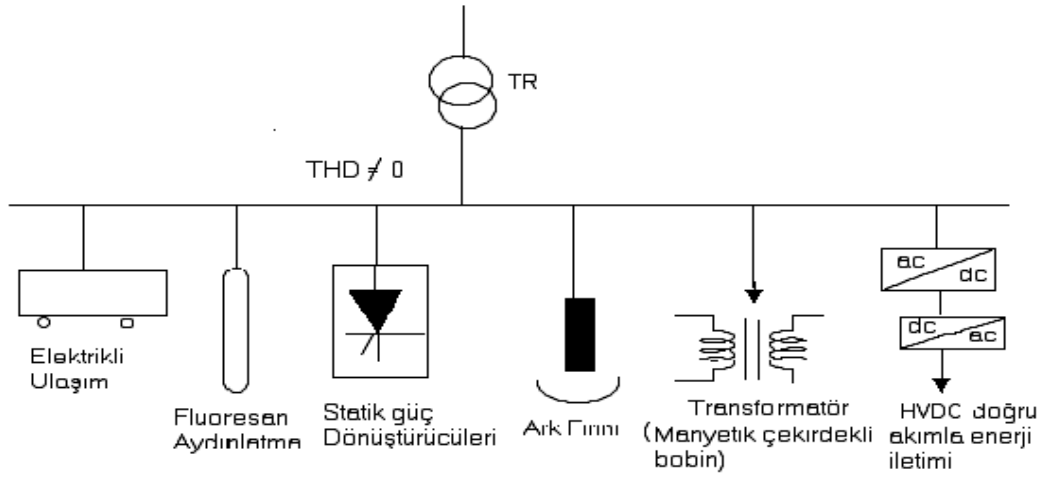 TR
THD ≠ 0
ac
dc
dc
ac
Elektrikli
Ulaşım
Fluoresan
Aydınlatma
Statik güç
Dönüştürücüleri
Ark Fırını
Transformatör
(Manyetik çekirdekli
bobin)
HVDC doğru
akımla enerji
iletimi